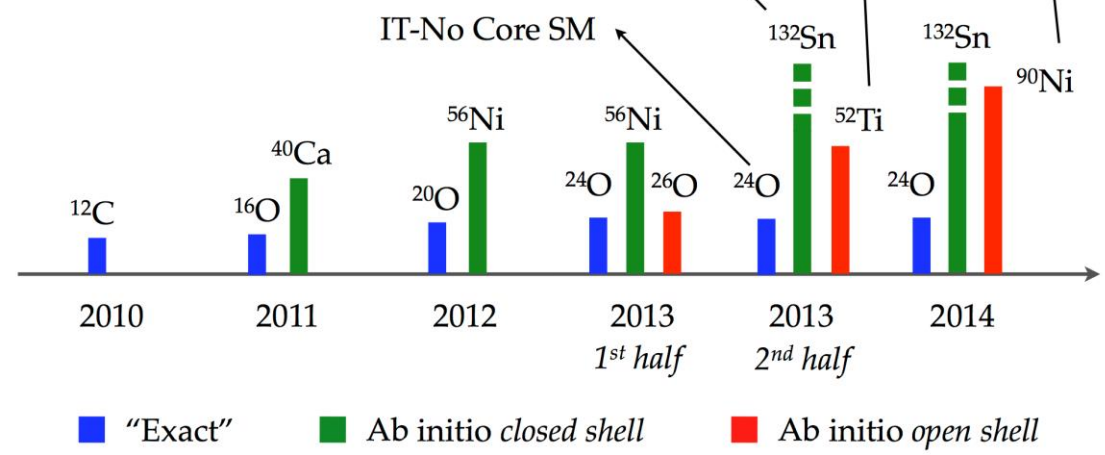 IT-No Core SM
¹³²Sn
¹³²Sn
⁹⁰Ni
⁵⁶Ni
⁵⁶Ni
⁵²Ti
⁴⁰Ca
¹²C
¹⁶O
²⁰O
²⁴O
²⁶O
²⁴O
²⁴O
2010
2011
2012
2013
1ˢᵗ half
2013
2ⁿᵈ half
2014
“Exact”
Ab initio closed shell
Ab initio open shell